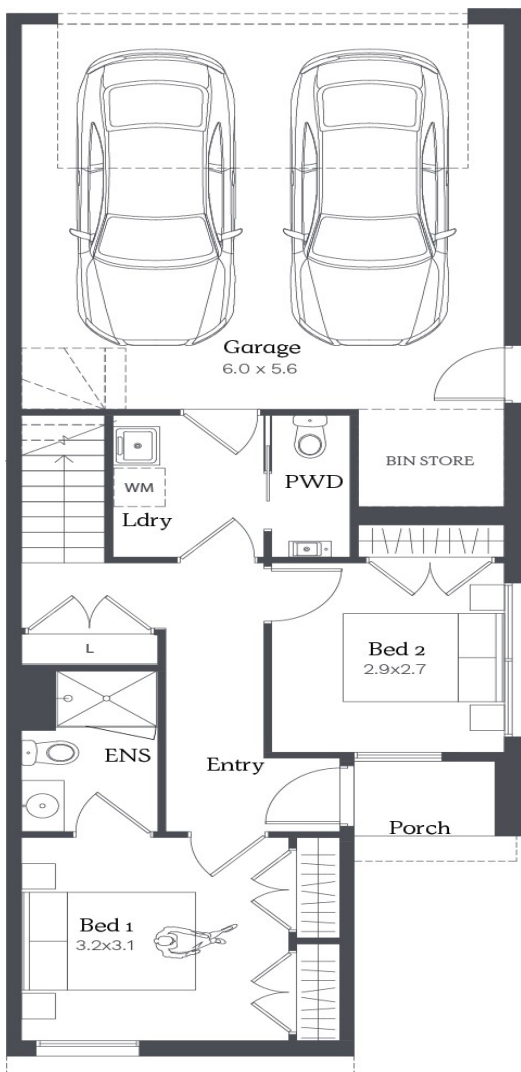 Garage
6.0 x 5.6
BIN STORE
PWD
WM
Ldry
L
Bed 2
2.9x2.7
ENS
Entry
Porch
Bed 1
3.2x3.1